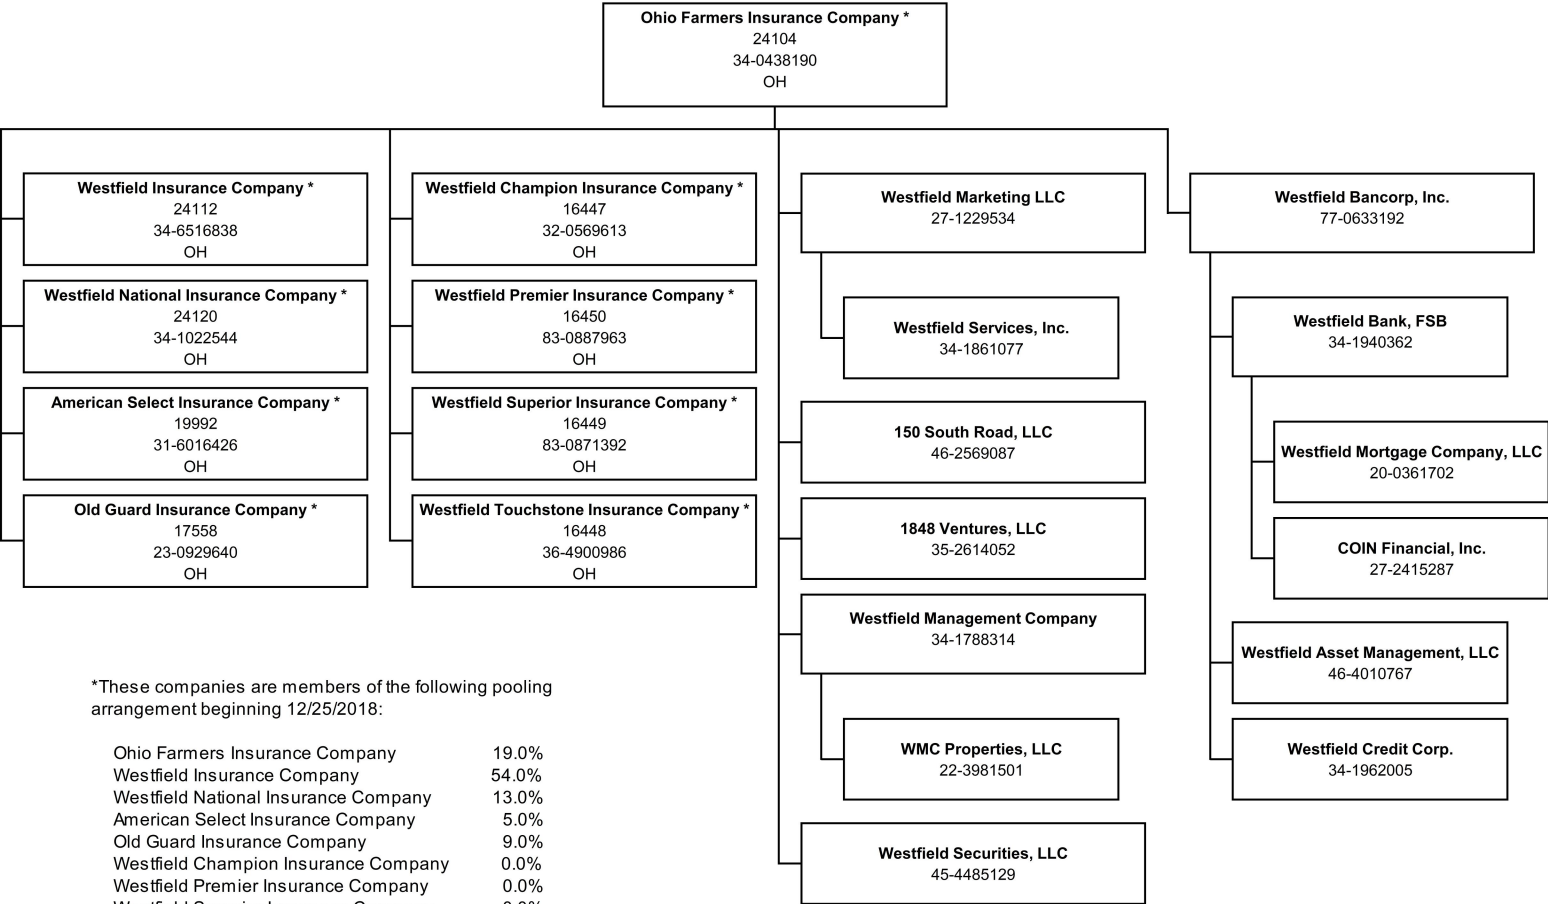 Ohio Farmers Insurance Company *
24104
34-0438190
OH
Westfield Insurance Company *
24112
34-6516838
OH
Westfield National Insurance Company *
24120
34-1022544
OH
American Select Insurance Company *
19992
31-6016426
OH
Old Guard Insurance Company *
17558
23-0929640
OH
Westfield Champion Insurance Company *
16447
32-0569613
OH
Westfield Premier Insurance Company *
16450
83-0887963
OH
Westfield Superior Insurance Company *
16449
83-0871392
OH
Westfield Touchstone Insurance Company *
16448
36-4900986
OH
Westfield Marketing LLC
27-1229534
Westfield Services, Inc.
34-1861077
150 South Road, LLC
46-2569087
1848 Ventures, LLC
35-2614052
Westfield Management Company
34-1788314
WMC Properties, LLC
22-3981501
Westfield Securities, LLC
45-4485129
Westfield Bancorp, Inc.
77-0633192
Westfield Bank, FSB
34-1940362
Westfield Mortgage Company, LLC
20-0361702
COIN Financial, Inc.
27-2415287
Westfield Asset Management, LLC
46-4010767
Westfield Credit Corp.
34-1962005
*These companies are members of the following pooling
arrangement beginning 12/25/2018:
Ohio Farmers Insurance Company 19.0%
Westfield Insurance Company 54.0%
Westfield National Insurance Company 13.0%
American Select Insurance Company 5.0%
Old Guard Insurance Company 9.0%
Westfield Champion Insurance Company 0.0%
Westfield Premier Insurance Company 0.0%